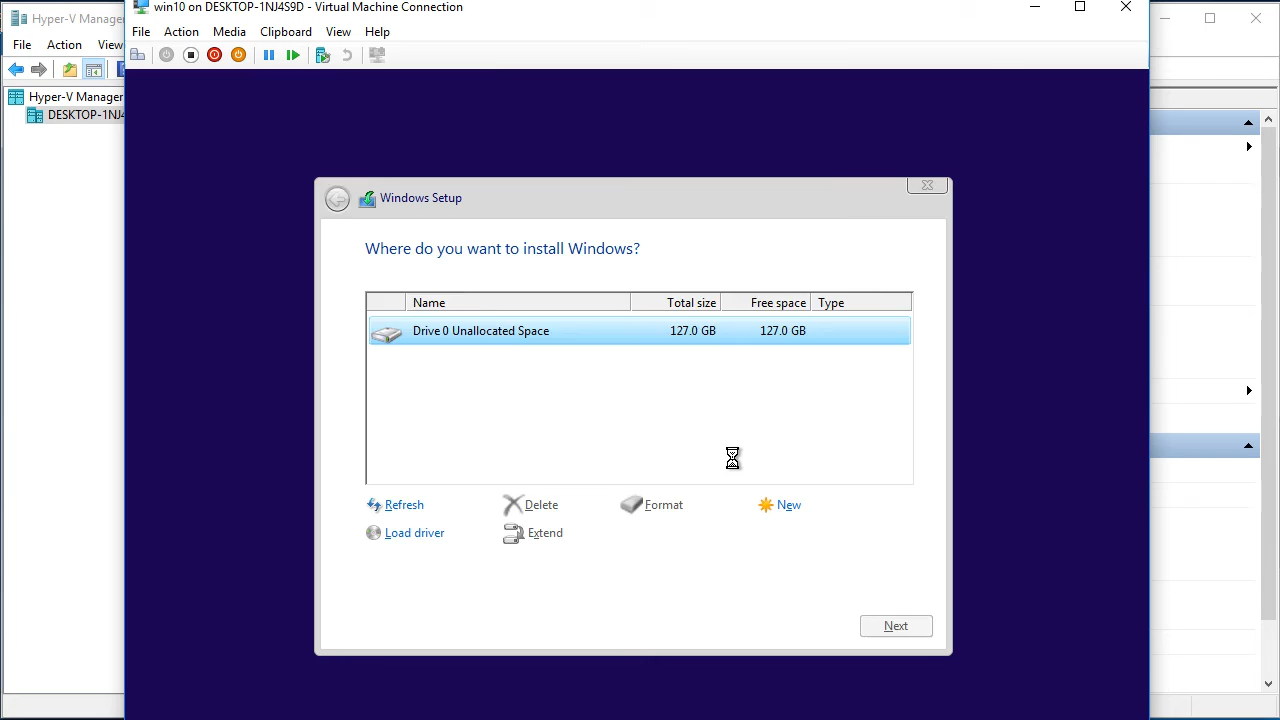 Hyper-V Manage
File Action View
Hyper-V Manager
DESKTOP-1NJ4
win10 on DESKTOP-1NJ4S9D - Virtual Machine Connection
File Action Media Clipboard View Help
Windows Setup
Where do you want to install Windows?
Name Total size Free space Type
Drive 0 Unallocated Space 127.0 GB 127.0 GB
Refresh Delete Format New
Load driver Extend
Next